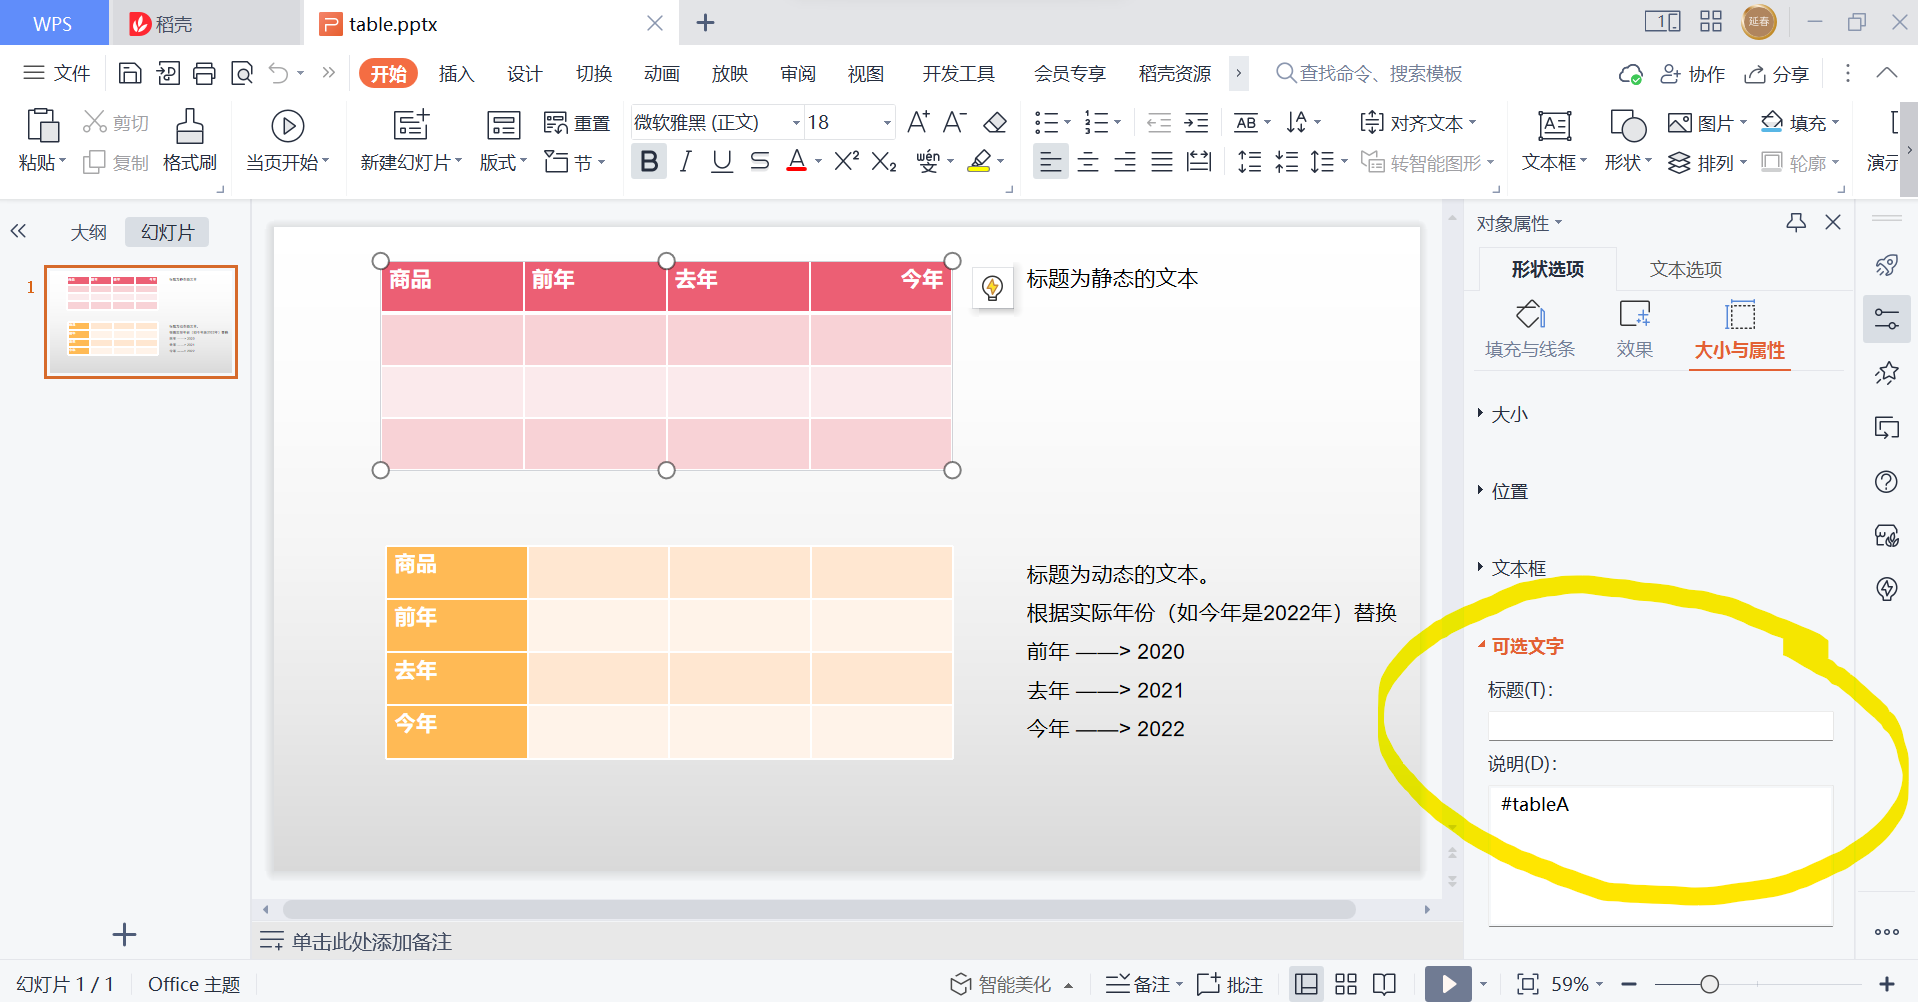 WPS
稻壳
table.pptx
延春
文件
开始
插入
设计
切换
动画
放映
审阅
视图
开发工具
会员专享
稻壳资源
查找命令、搜索模板
协作
分享
粘贴
剪切
复制
格式刷
当页开始
新建幻灯片
版式
重置
节
微软雅黑 (正文)
18
对齐文本
转智能图形
文本框
形状
图片
排列
填充
轮廓
演示
大纲
幻灯片
1
商品 前年 去年 今年
标题为静态的文本
商品
前年
去年
今年
标题为动态的文本。
根据实际年份（如今年是2022年）替换
前年 ——> 2020
去年 ——> 2021
今年 ——> 2022
对象属性
形状选项
文本选项
填充与线条
效果
大小与属性
大小
位置
文本框
可选文字
标题(T):
说明(D):
#tableA
单击此处添加备注
幻灯片 1 / 1
Office 主题
智能美化
备注
批注
59%